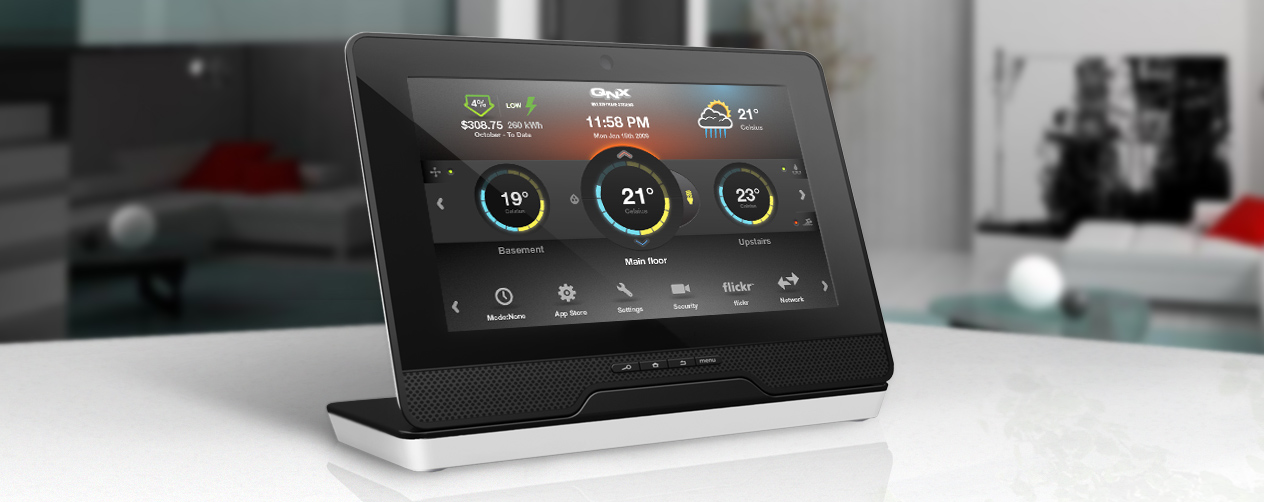 4%
LOW
$308.75 260 kWh
October - To Date
QNX
11:58 PM
Mon Jan 19th 2009
21°
Celsius
19°
Celsius
Basement
21°
Celsius
Main floor
23°
Celsius
Upstairs
Mode:None
App Store
Settings
Security
flickr
flickr
Network
menu